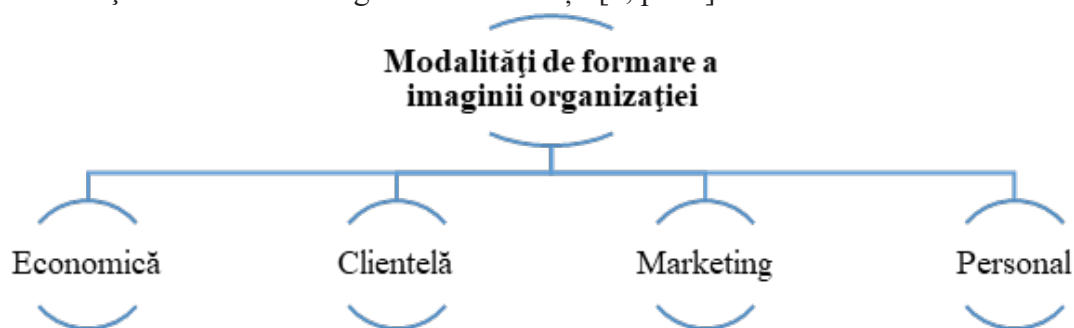 Modalităţi de formare a
imaginii organizaţiei
Economică
Clientelă
Marketing
Personal